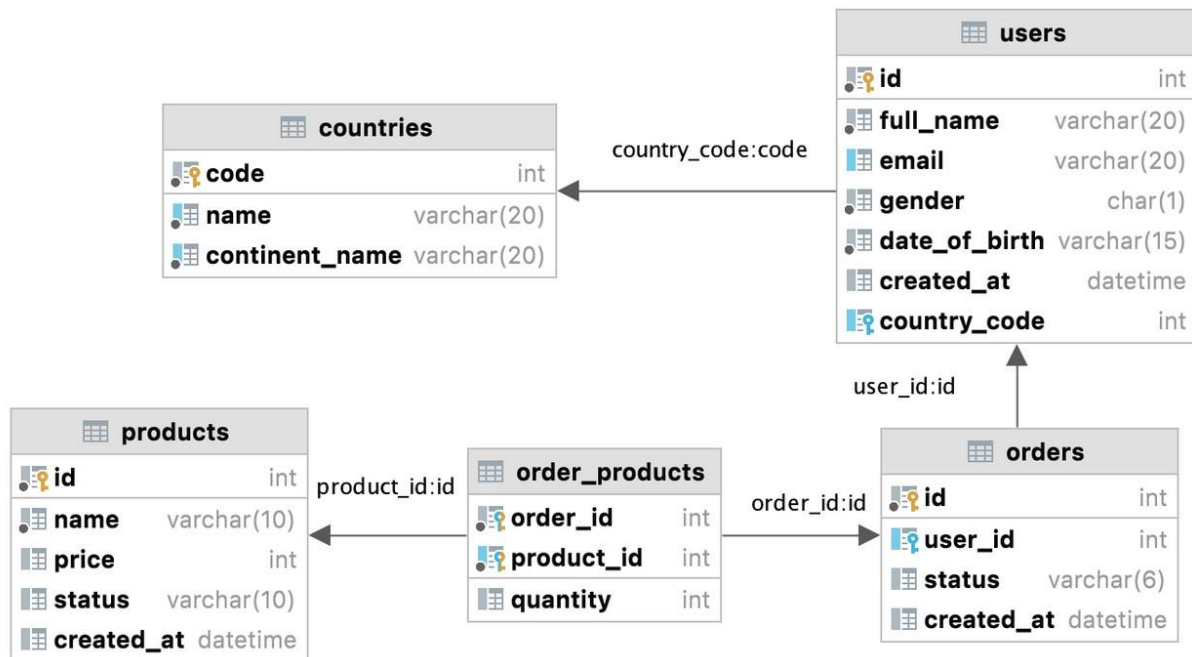 users
id int
full_name varchar(20)
email varchar(20)
gender char(1)
date_of_birth varchar(15)
created_at datetime
country_code int
countries
code int
name varchar(20)
continent_name varchar(20)
country_code:code
user_id:id
products
id int
name varchar(10)
price int
status varchar(10)
created_at datetime
product_id:id
order_products
order_id int
product_id int
quantity int
order_id:id
orders
id int
user_id int
status varchar(6)
created_at datetime